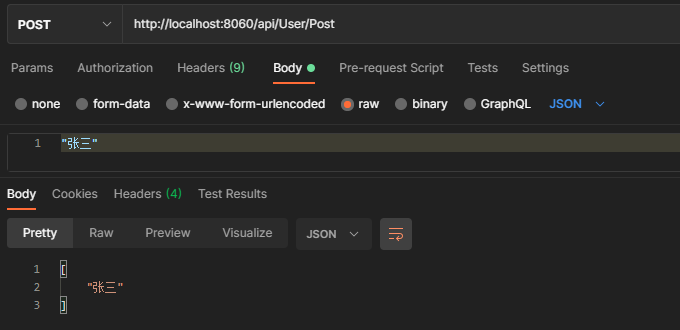 POST http://localhost:8060/api/User/Post
Params Authorization Headers (9) Body Pre-request Script Tests Settings
none form-data x-www-form-urlencoded raw binary GraphQL JSON
1 "张三"
Body Cookies Headers (4) Test Results
Pretty Raw Preview Visualize JSON
1 [
2 "张三"
3 ]